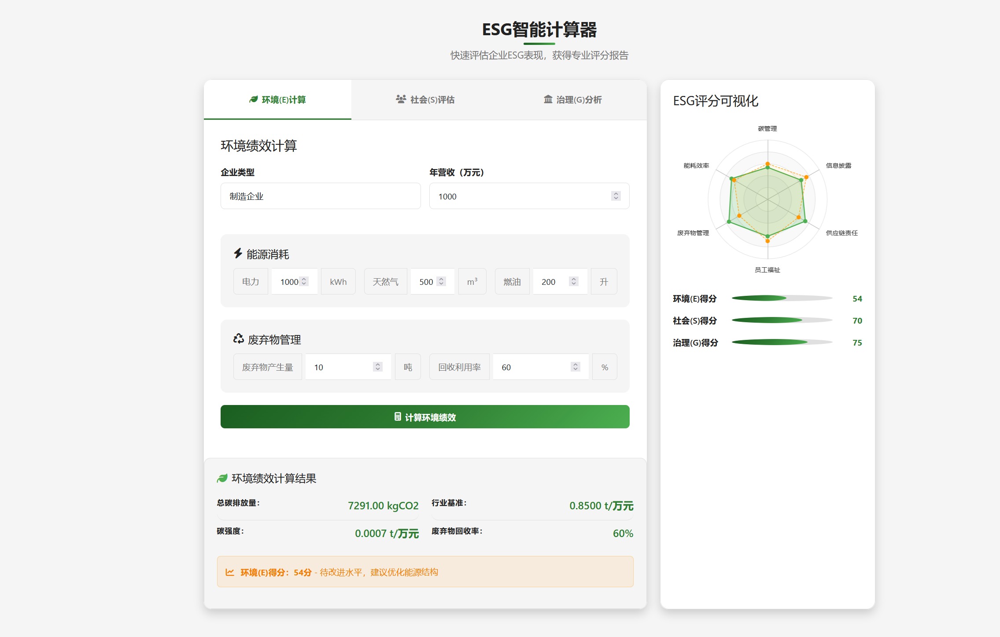 ESG智能计算器
快速评估企业ESG表现，获得专业评分报告
环境(E)计算
社会(S)评估
治理(G)分析
环境绩效计算
企业类型
年营收（万元）
制造企业
1000
能源消耗
电力 1000 kWh
天然气 500 m³
燃油 200 升
废弃物管理
废弃物产生量 10 吨
回收利用率 60 %
计算环境绩效
环境绩效计算结果
总碳排放量： 7291.00 kgCO2
行业基准： 0.8500 t/万元
碳强度： 0.0007 t/万元
废弃物回收率： 60%
环境(E)得分：54分 - 待改进水平，建议优化能源结构
ESG评分可视化
碳管理
能耗效率
信息披露
废弃物管理
供应链责任
员工福祉
环境(E)得分 54
社会(S)得分 70
治理(G)得分 75